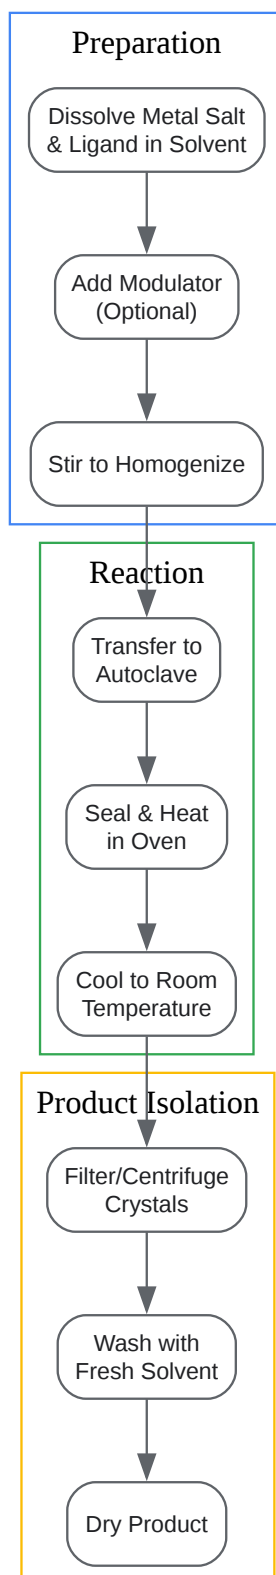 Preparation
Dissolve Metal Salt
& Ligand in Solvent
Add Modulator
(Optional)
Stir to Homogenize
Reaction
Transfer to
Autoclave
Seal & Heat
in Oven
Cool to Room
Temperature
Product Isolation
Filter/Centrifuge
Crystals
Wash with
Fresh Solvent
Dry Product